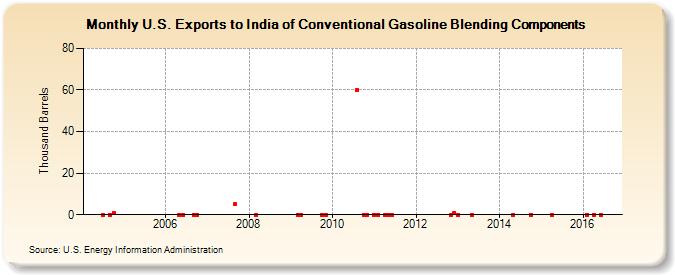 Monthly U.S. Exports to India of Conventional Gasoline Blending Components
Thousand Barrels
80
60
40
20
0
2006 2008 2010 2012 2014 2016
Source: U.S. Energy Information Administration